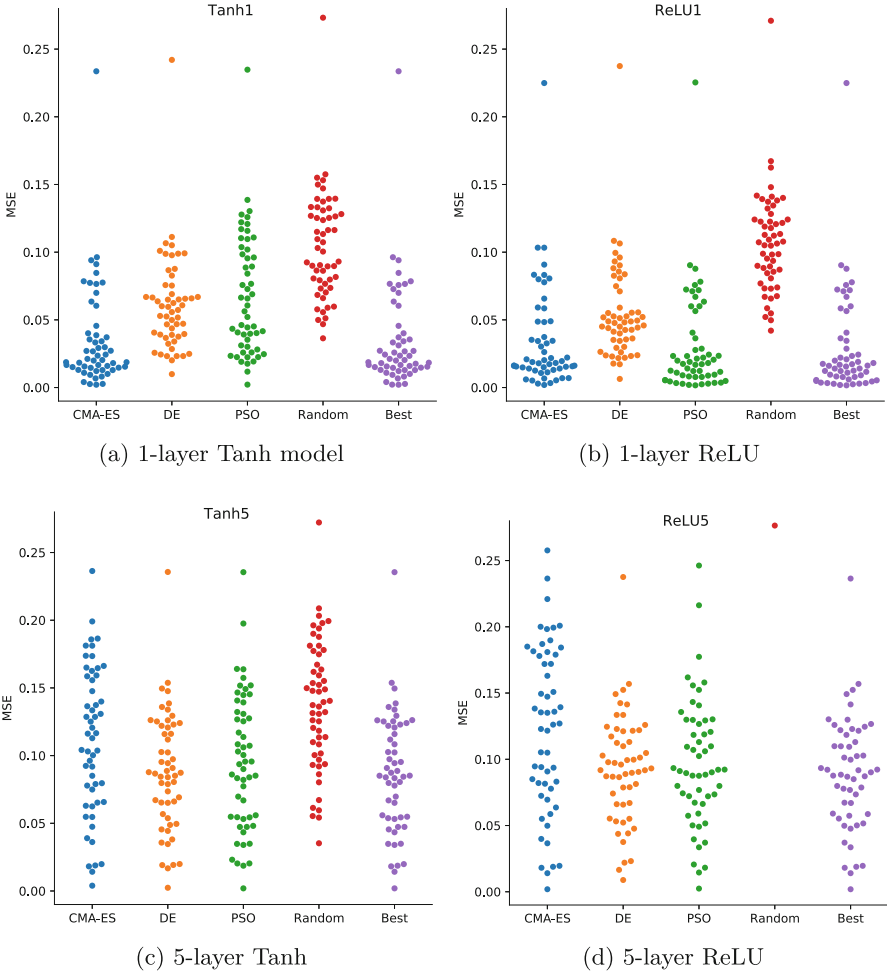 Tanh1
0.25
0.20
0.15
0.10
0.05
0.00
MSE
CMA-ES DE PSO Random Best
(a) 1-layer Tanh model
ReLU1
0.25
0.20
0.15
0.10
0.05
0.00
MSE
CMA-ES DE PSO Random Best
(b) 1-layer ReLU
Tanh5
0.25
0.20
0.15
0.10
0.05
0.00
MSE
CMA-ES DE PSO Random Best
(c) 5-layer Tanh
ReLU5
0.25
0.20
0.15
0.10
0.05
0.00
MSE
CMA-ES DE PSO Random Best
(d) 5-layer ReLU